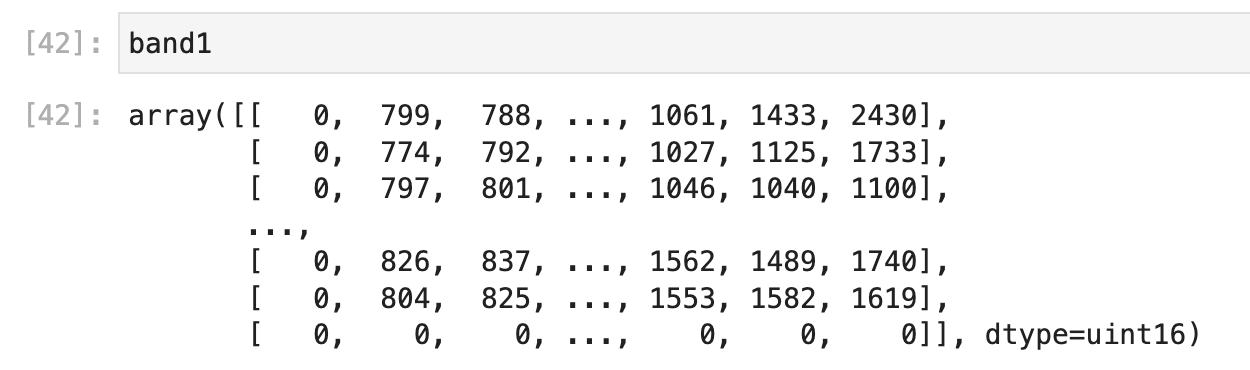 [42]: band1
[42]: array([[   0,  799,  788, ..., 1061, 1433, 2430],
       [   0,  774,  792, ..., 1027, 1125, 1733],
       [   0,  797,  801, ..., 1046, 1040, 1100],
       ...,
       [   0,  826,  837, ..., 1562, 1489, 1740],
       [   0,  804,  825, ..., 1553, 1582, 1619],
       [   0,    0,    0, ...,    0,    0,    0]], dtype=uint16)